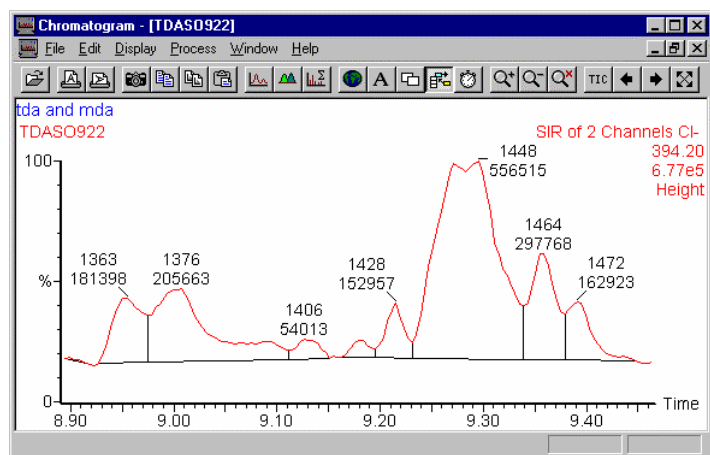 Chromatogram - [TDASO922]
File Edit Display Process Window Help
A TIC
tda and mda
TDASO922
SIR of 2 Channels CI-
394.20
6.77e5
Height
100
%
0
1363
181398
1376
205663
1406
54013
1428
152957
1448
556515
1464
297768
1472
162923
8.90 9.00 9.10 9.20 9.30 9.40
Time